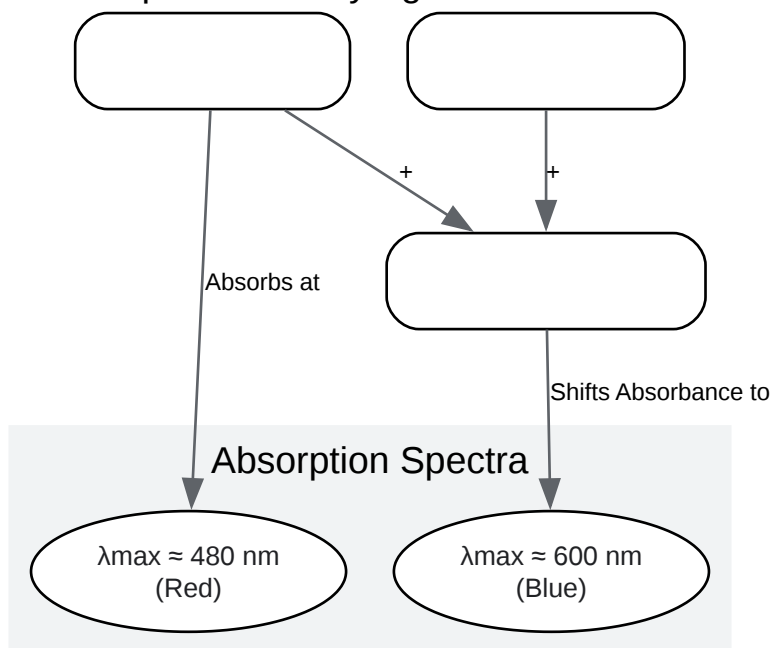 +
+
Absorbs at
Shifts Absorbance to
Absorption Spectra
λmax ≈ 480 nm
(Red)
λmax ≈ 600 nm
(Blue)